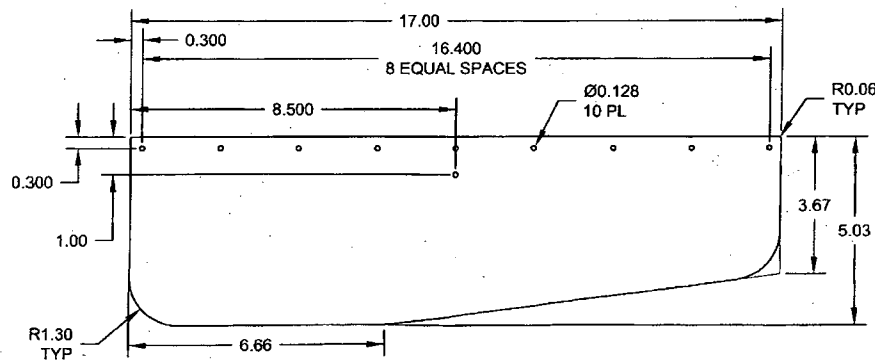 17.00
0.300
16.400
8 EQUAL SPACES
8.500
Ø0.128
10 PL
R0.06
TYP
0.300
1.00
3.67
5.03
R1.30
TYP
6.66